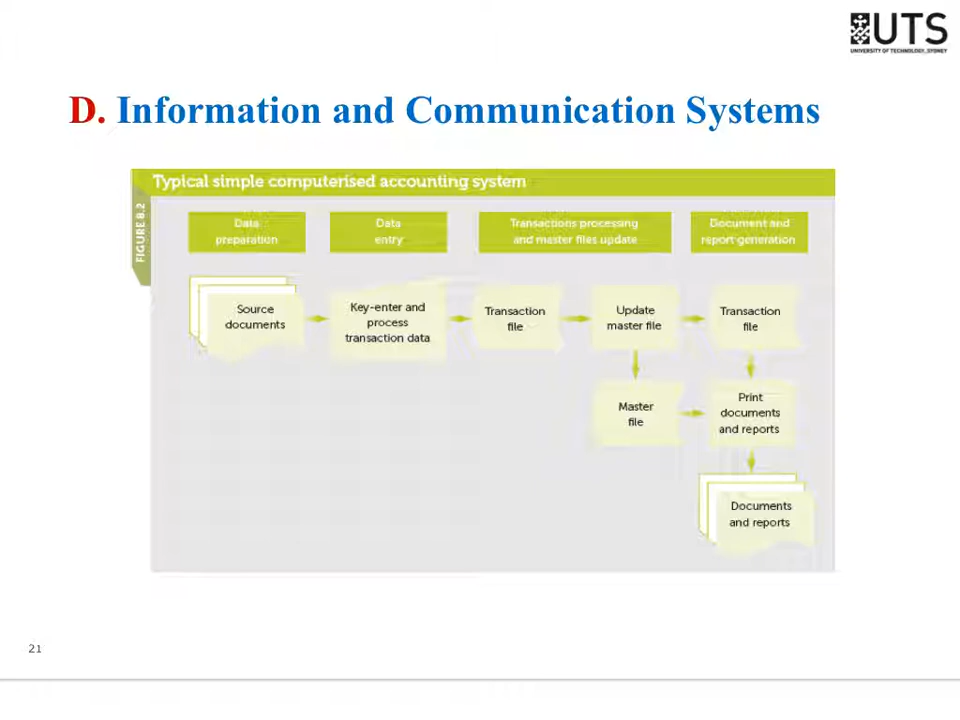 UTS
UNIVERSITY OF TECHNOLOGY, SYDNEY
D. Information and Communication Systems
FIGURE 8.2
Typical simple computerised accounting system
Data
preparation
Data
entry
Transactions processing
and master files update
Document and
report generation
Source
documents
Key-enter and
process
transaction data
Transaction
file
Update
master file
Transaction
file
Master
file
Print
documents
and reports
Documents
and reports
21